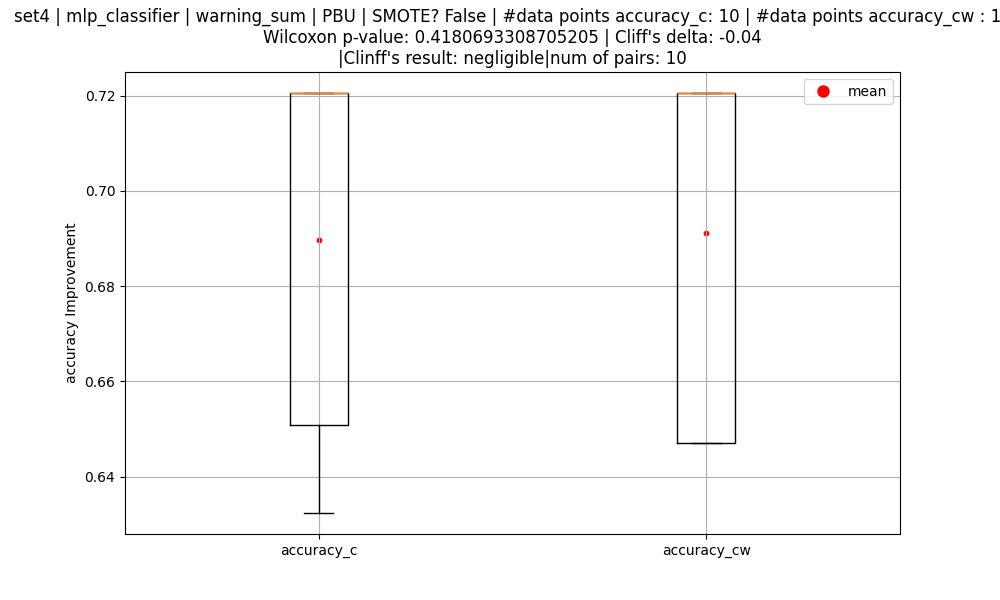 set4 | mlp_classifier | warning_sum | PBU | SMOTE? False | #data points accuracy_c: 10 | #data points accuracy_cw : 1
Wilcoxon p-value: 0.4180693308705205 | Cliff's delta: -0.04
|Clinff's result: negligible|num of pairs: 10
mean
0.72
0.70
0.68
0.66
0.64
accuracy Improvement
accuracy_c
accuracy_cw